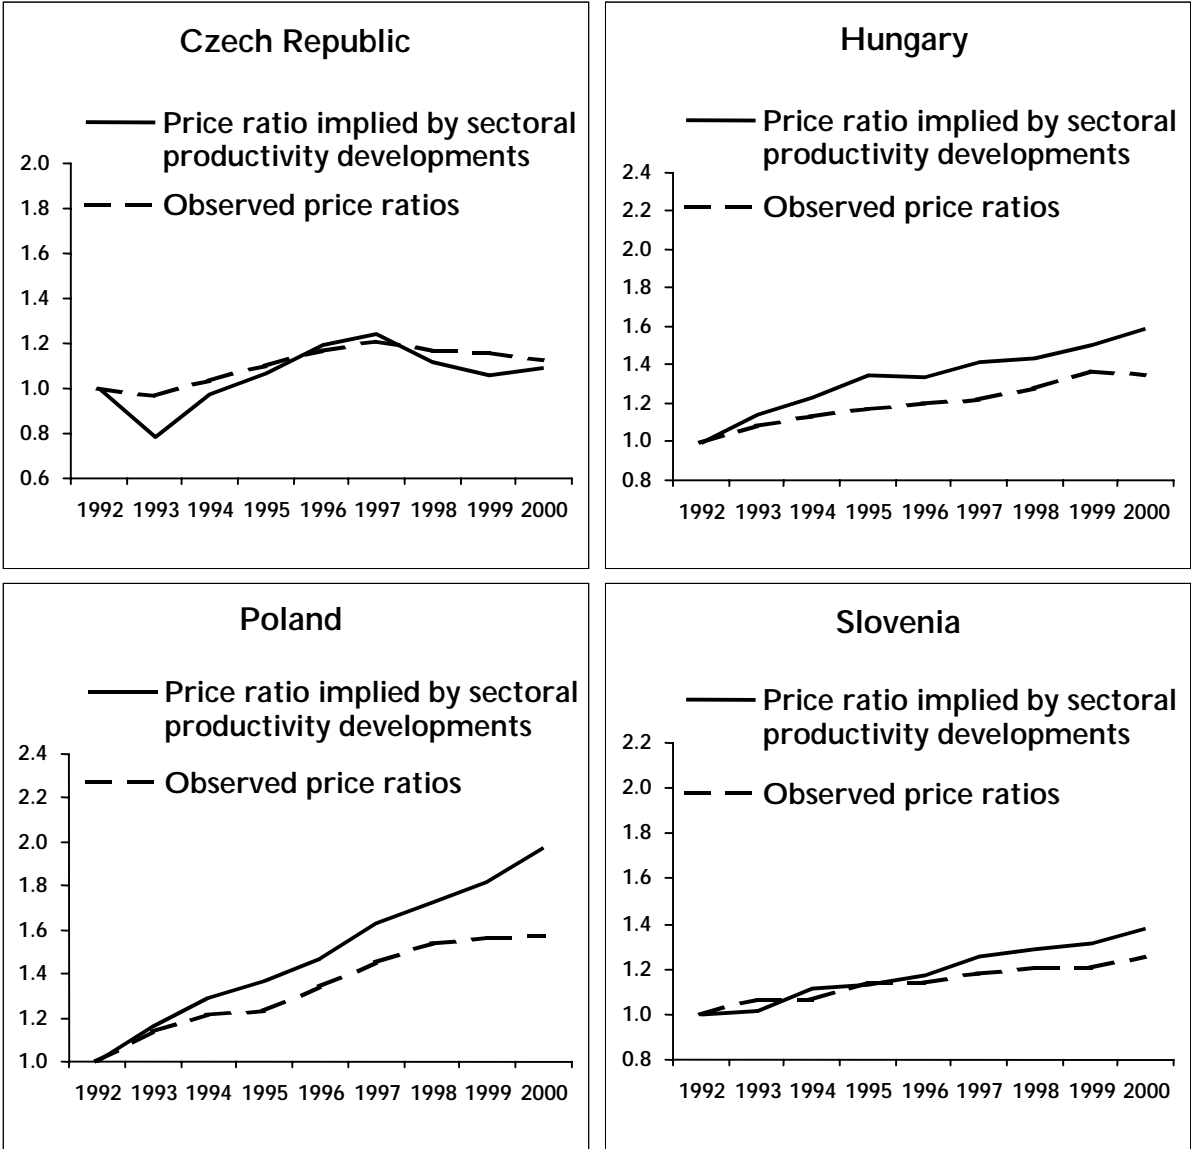 Czech Republic
Price ratio implied by sectoral
productivity developments
Observed price ratios
2.0
1.8
1.6
1.4
1.2
1.0
0.8
0.6
1992 1993 1994 1995 1996 1997 1998 1999 2000
Hungary
Price ratio implied by sectoral
productivity developments
Observed price ratios
2.4
2.2
2.0
1.8
1.6
1.4
1.2
1.0
0.8
1992 1993 1994 1995 1996 1997 1998 1999 2000
Poland
Price ratio implied by sectoral
productivity developments
Observed price ratios
2.4
2.2
2.0
1.8
1.6
1.4
1.2
1.0
1992 1993 1994 1995 1996 1997 1998 1999 2000
Slovenia
Price ratio implied by sectoral
productivity developments
Observed price ratios
2.2
2.0
1.8
1.6
1.4
1.2
1.0
0.8
1992 1993 1994 1995 1996 1997 1998 1999 2000